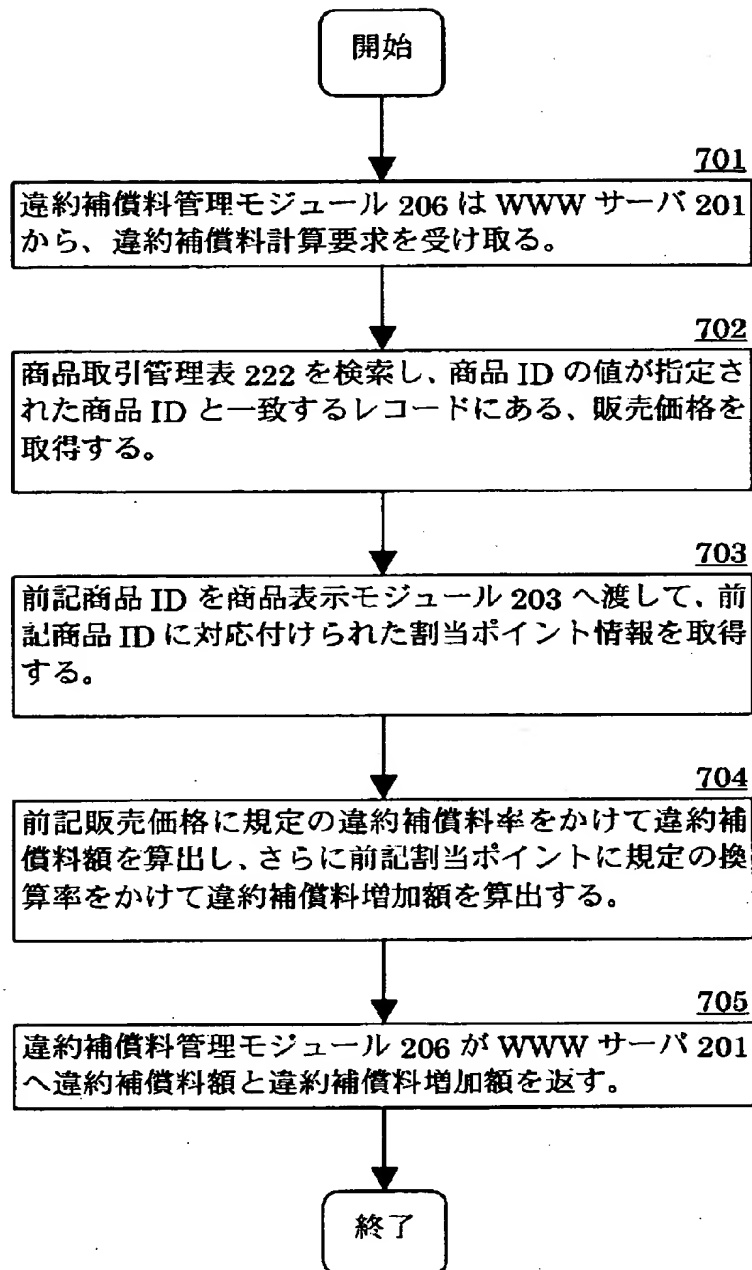 開始
701
違約補償料管理モジュール 206 は WWW サーバ 201
から、違約補償料計算要求を受け取る。
702
商品取引管理表 222 を検索し、商品 ID の値が指定さ
れた商品 ID と一致するレコードにある、販売価格を
取得する。
703
前記商品 ID を商品表示モジュール 203 へ渡して、前
記商品 ID に対応付けられた割当ポイント情報を取得
する。
704
前記販売価格に規定の違約補償料率をかけて違約補
償料額を算出し、さらに前記割当ポイントに規定の換
算率をかけて違約補償料増加額を算出する。
705
違約補償料管理モジュール 206 が WWW サーバ 201
へ違約補償料額と違約補償料増加額を返す。
終了